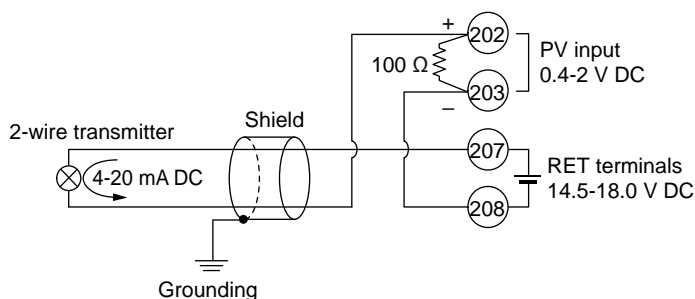 +
202
PV input
0.4-2 V DC
100 Ω
203
–
Shield
2-wire transmitter
207
4-20 mA DC
RET terminals
14.5-18.0 V DC
208
Grounding